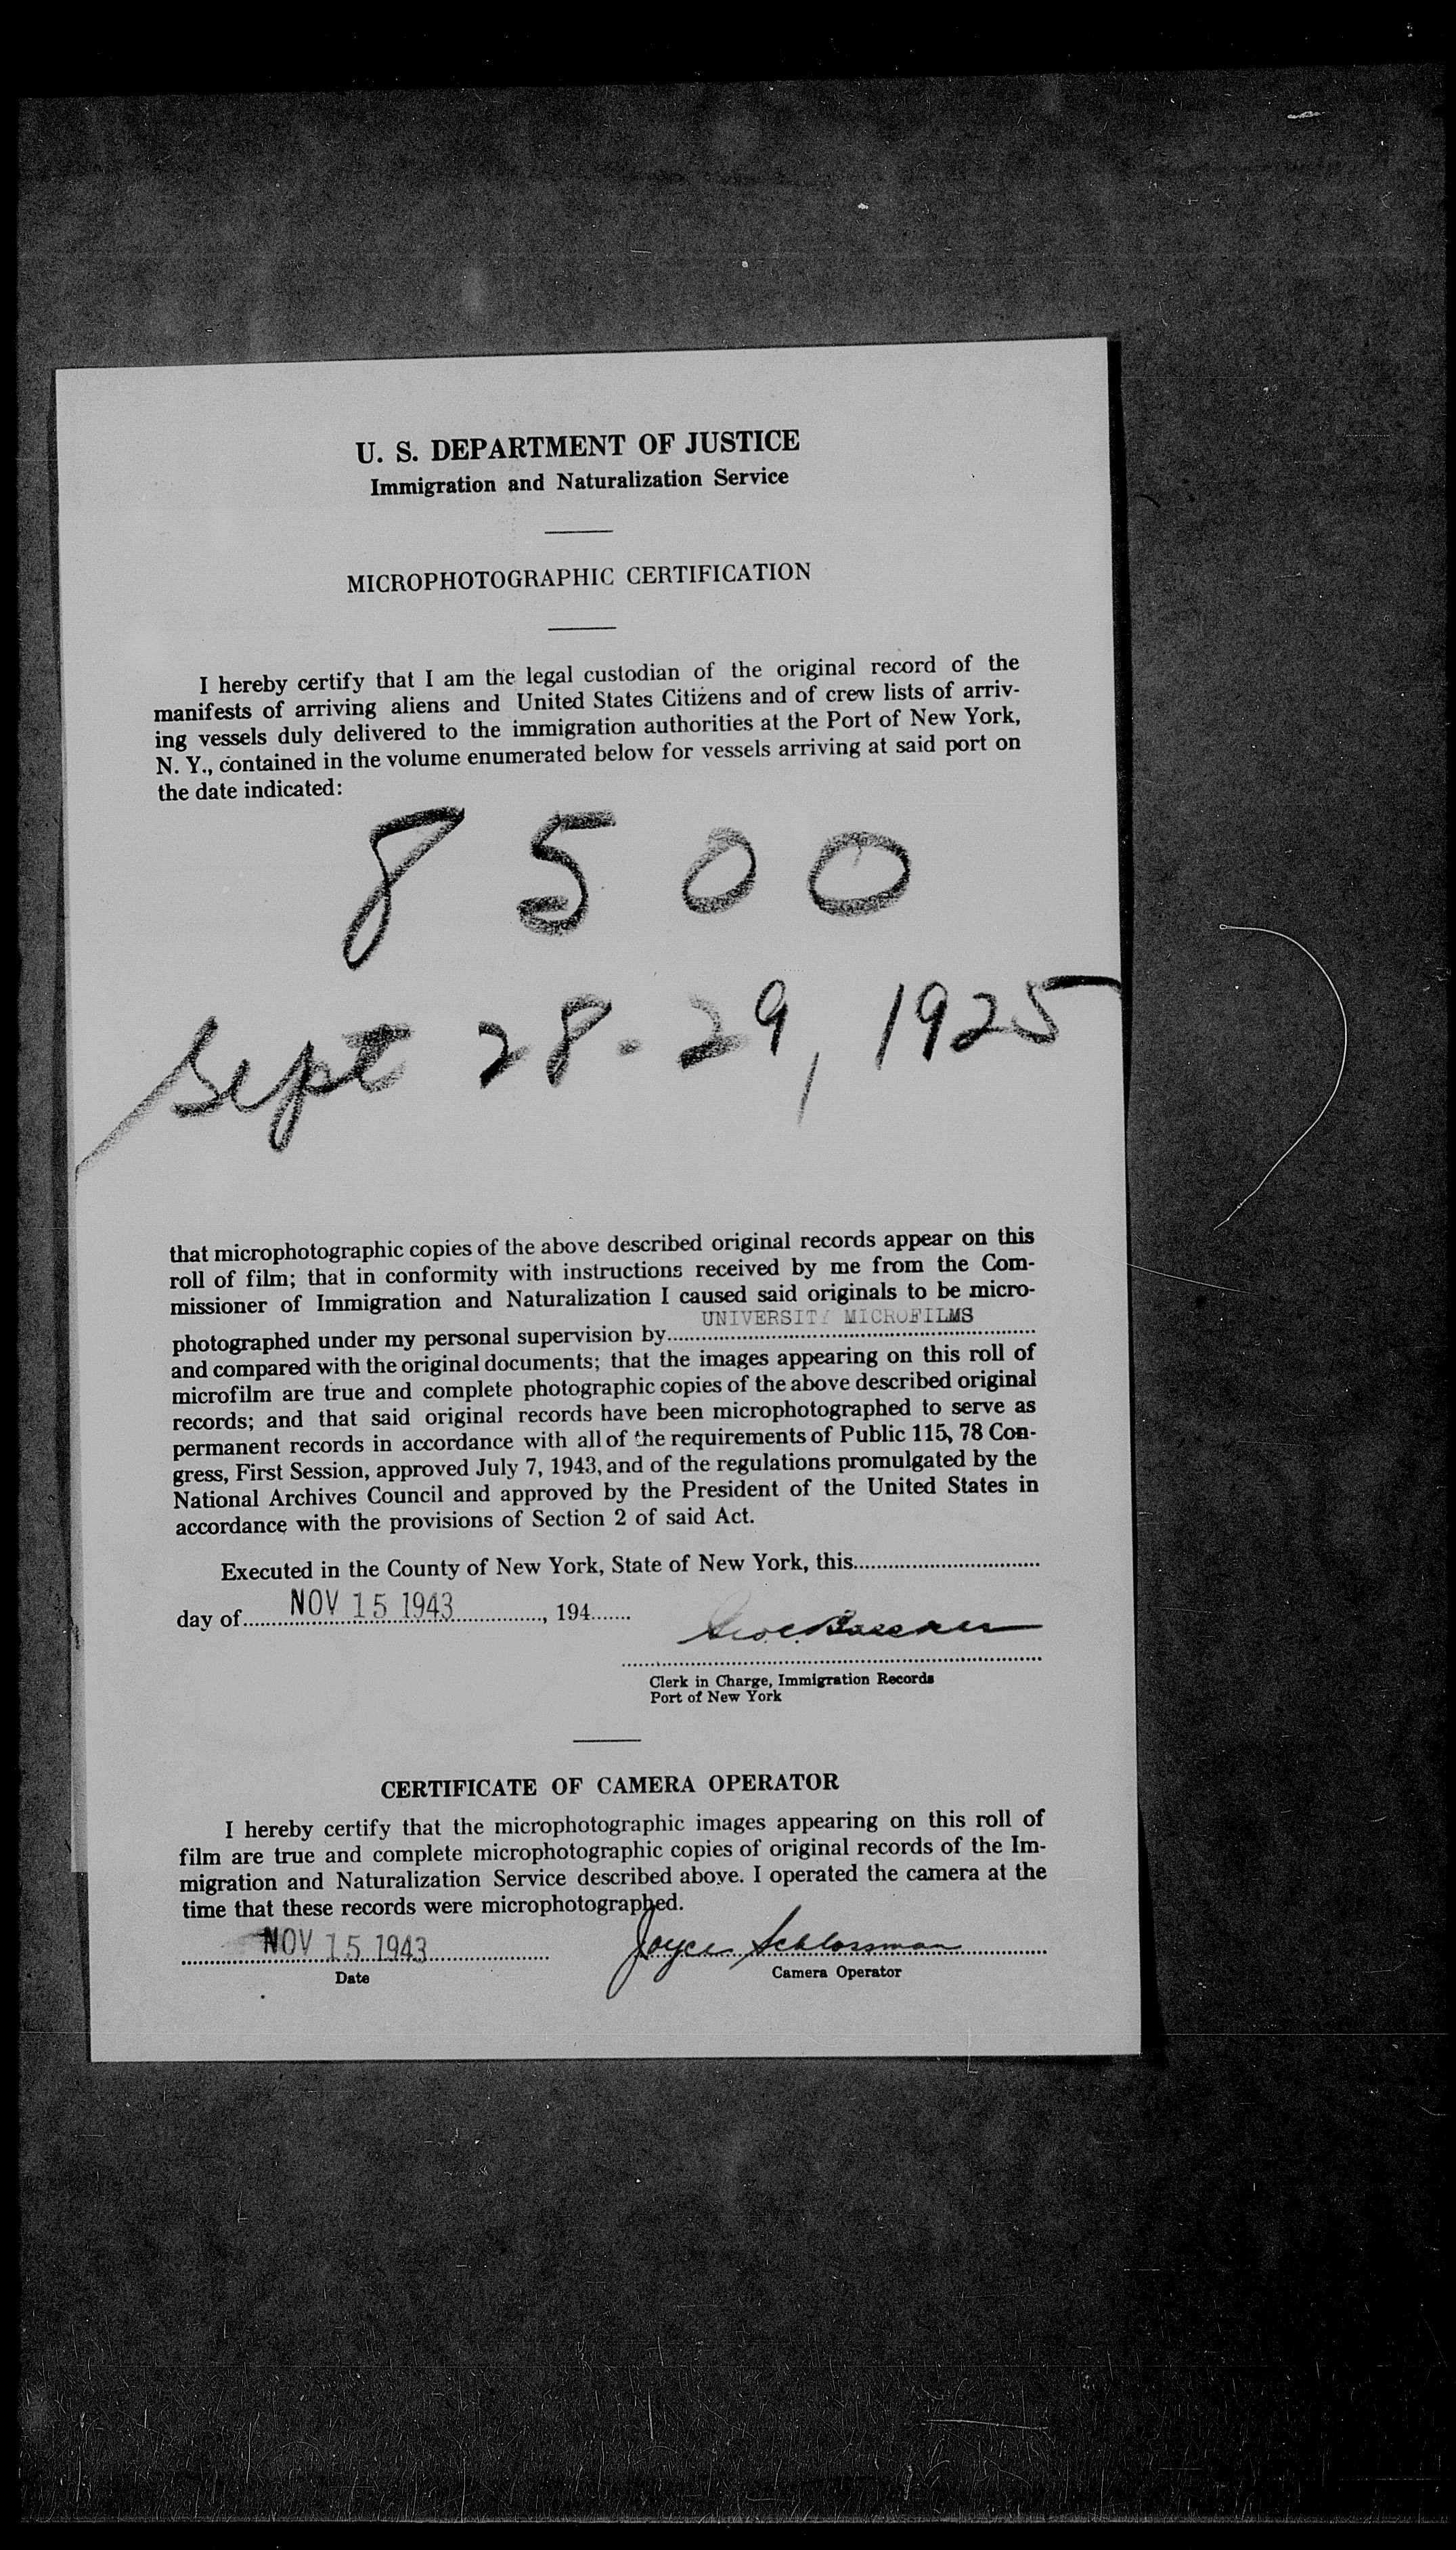 U. S. DEPARTMENT OF JUSTICE
Immigration and Naturalization Service
MICROPHOTOGRAPHIC CERTIFICATION
I hereby certify that I am the legal custodian of the original record of the
manifests of arriving aliens and United States Citizens and of crew lists of arriv-
ing vessels duly delivered to the immigration authorities at the Port of New York,
N. Y., contained in the volume enumerated below for vessels arriving at said port on
the date indicated:
8 5 0 0
Sept 28 - 29, 1925
that microphotographic copies of the above described original records appear on this
roll of film; that in conformity with instructions received by me from the Com-
missioner of Immigration and Naturalization I caused said originals to be micro-
UNIVERSITY MICROFILMS
photographed under my personal supervision by
and compared with the original documents; that the images appearing on this roll of
microfilm are true and complete photographic copies of the above described original
records; and that said original records have been microphotographed to serve as
permanent records in accordance with all of the requirements of Public 115, 78 Con-
gress, First Session, approved July 7, 1943, and of the regulations promulgated by the
National Archives Council and approved by the President of the United States in
accordance with the provisions of Section 2 of said Act.
Executed in the County of New York, State of New York, this
day of NOV 15 1943, 194
Clerk in Charge, Immigration Records
Port of New York
CERTIFICATE OF CAMERA OPERATOR
I hereby certify that the microphotographic images appearing on this roll of
film are true and complete microphotographic copies of original records of the Im-
migration and Naturalization Service described above. I operated the camera at the
time that these records were microphotographed.
NOV 15 1943 Joyce Schlossman
Date Camera Operator